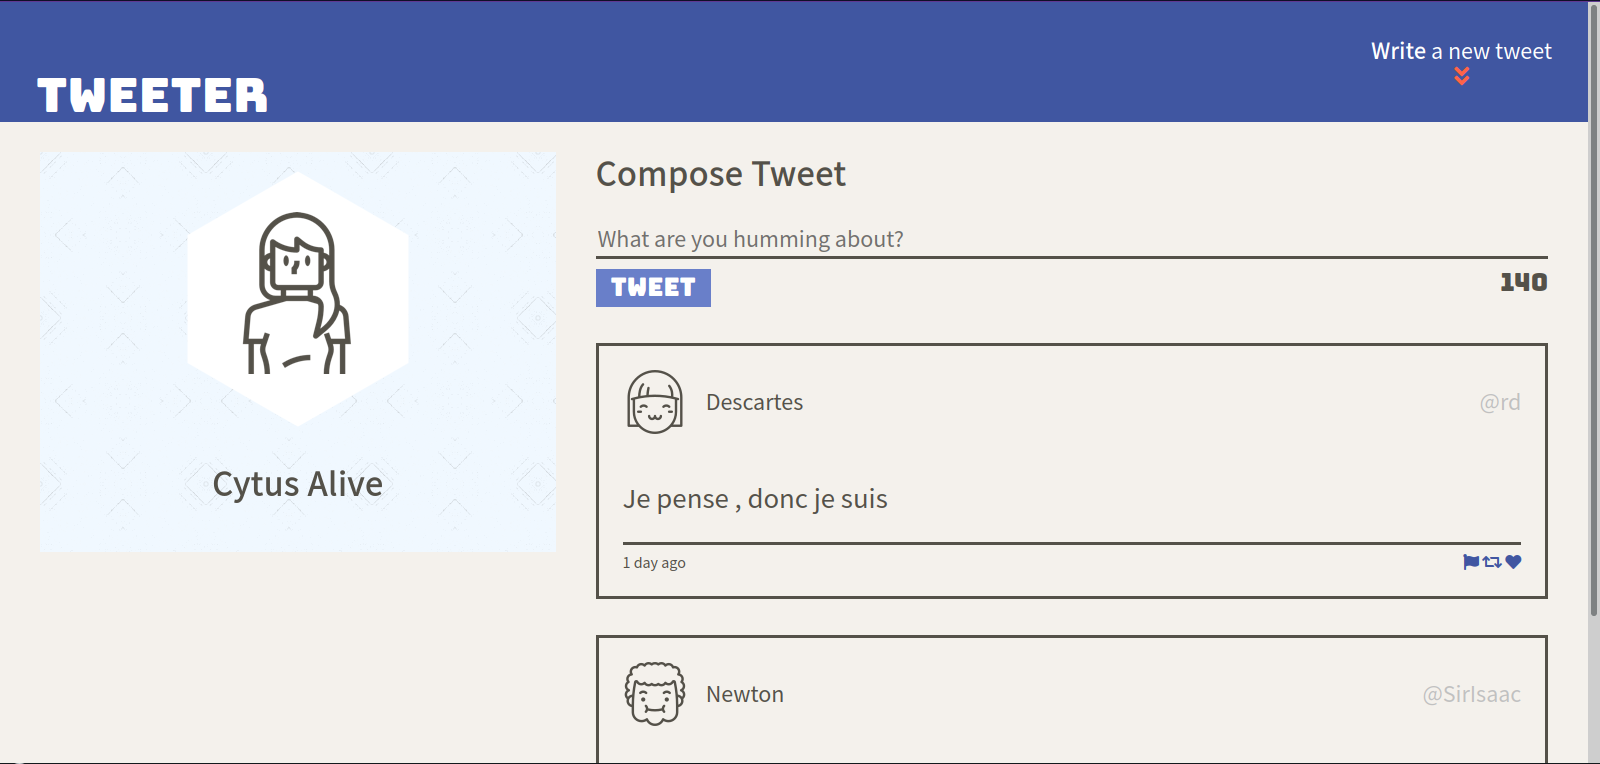 TWEETER
Write a new tweet
Cytus Alive
Compose Tweet
What are you humming about?
TWEET
140
Descartes
@rd
Je pense , donc je suis
1 day ago
Newton
@SirIsaac